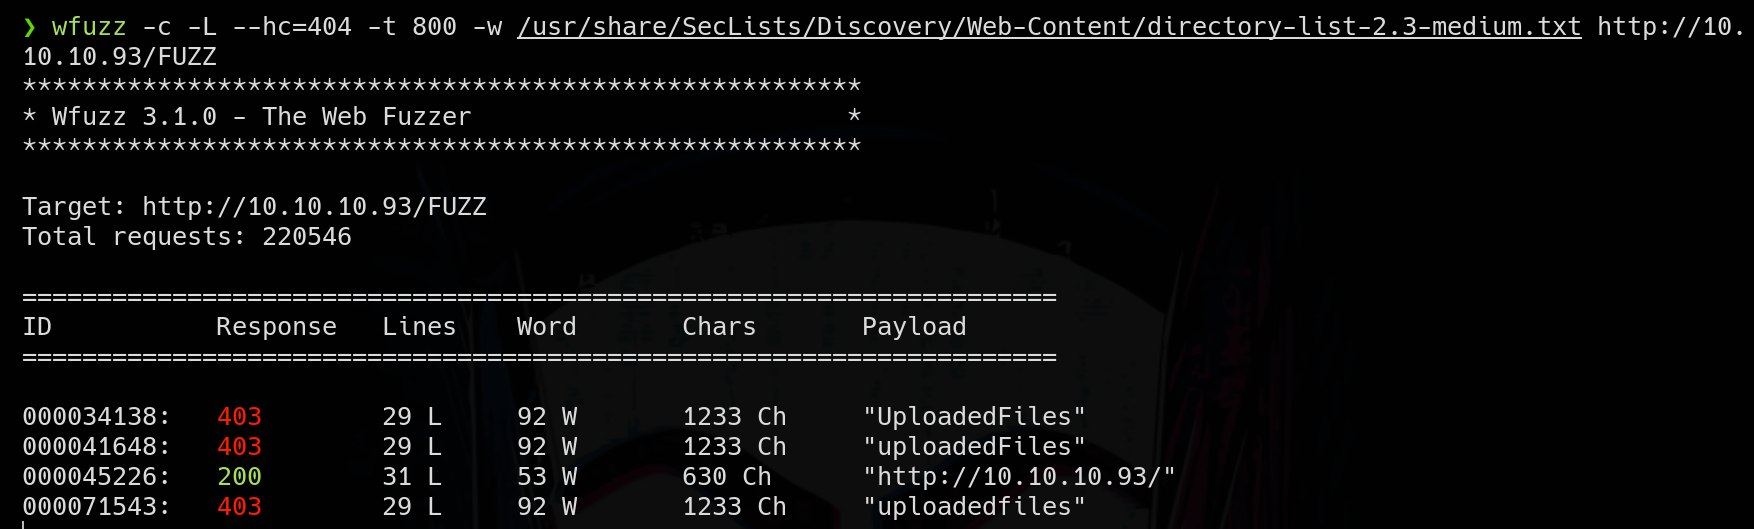 ❯ wfuzz -c -L --hc=404 -t 800 -w /usr/share/SecLists/Discovery/Web-Content/directory-list-2.3-medium.txt http://10.
10.10.93/FUZZ
********************************************************
* Wfuzz 3.1.0 - The Web Fuzzer                         *
********************************************************

Target: http://10.10.10.93/FUZZ
Total requests: 220546

=====================================================================
ID           Response   Lines    Word       Chars       Payload
=====================================================================

000034138:   403        29 L     92 W       1233 Ch     "UploadedFiles"
000041648:   403        29 L     92 W       1233 Ch     "uploadedFiles"
000045226:   200        31 L     53 W       630 Ch      "http://10.10.10.93/"
000071543:   403        29 L     92 W       1233 Ch     "uploadedfiles"